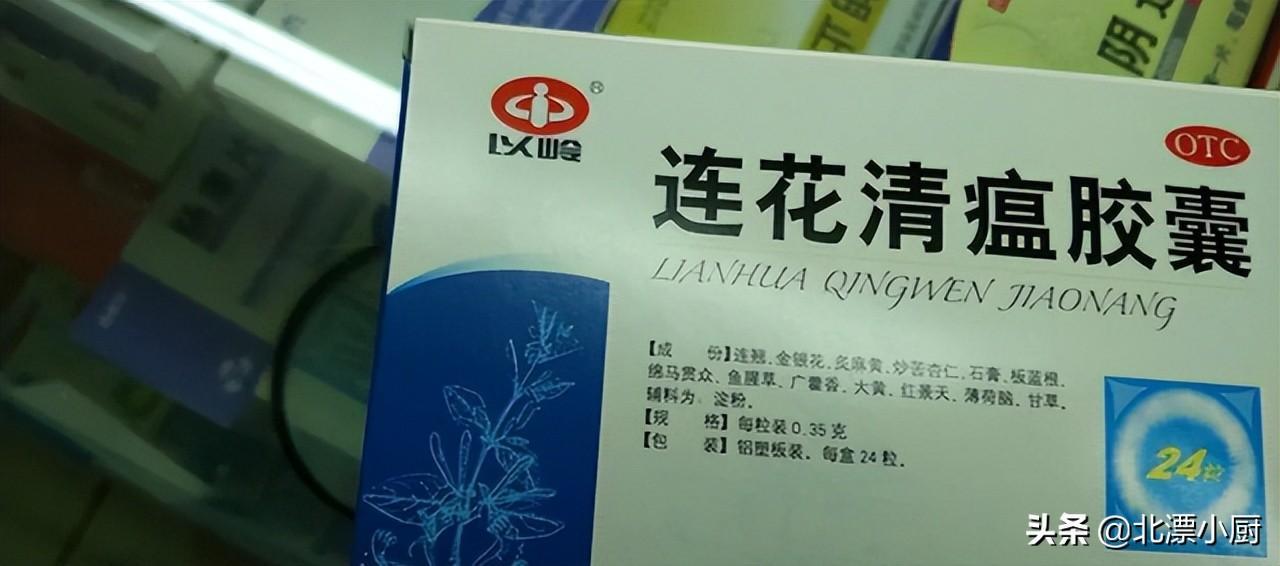 以岭
®
OTC
连花清瘟胶囊
LIANHUA QINGWEN JIAONANG
【成 份】连翘、金银花、炙麻黄、炒苦杏仁、石膏、板蓝根、
绵马贯众、鱼腥草、广藿香、大黄、红景天、薄荷脑、甘草。
辅料为：淀粉。
【规 格】每粒装0.35克
【包 装】铝塑板装。每盒24粒。
24粒
阴
头条 @北漂小厨